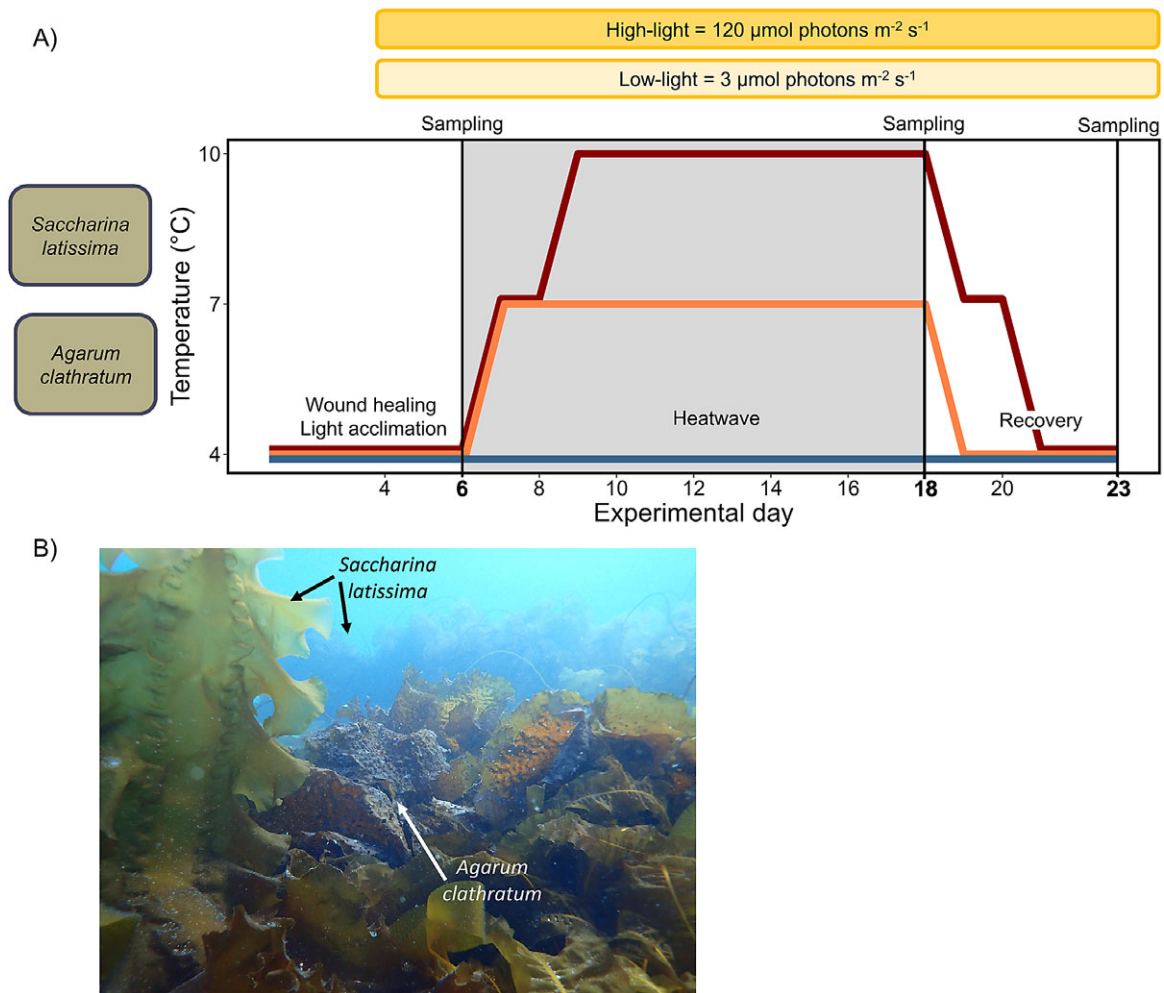 A)
High-light = 120 µmol photons m⁻² s⁻¹
Low-light = 3 µmol photons m⁻² s⁻¹
Sampling
Sampling
Sampling
Saccharina
latissima
Agarum
clathratum
Temperature (°C)
10
7
4
Wound healing
Light acclimation
Heatwave
Recovery
4
6
8
10
12
14
16
18
20
23
Experimental day
B)
Saccharina
latissima
Agarum
clathratum